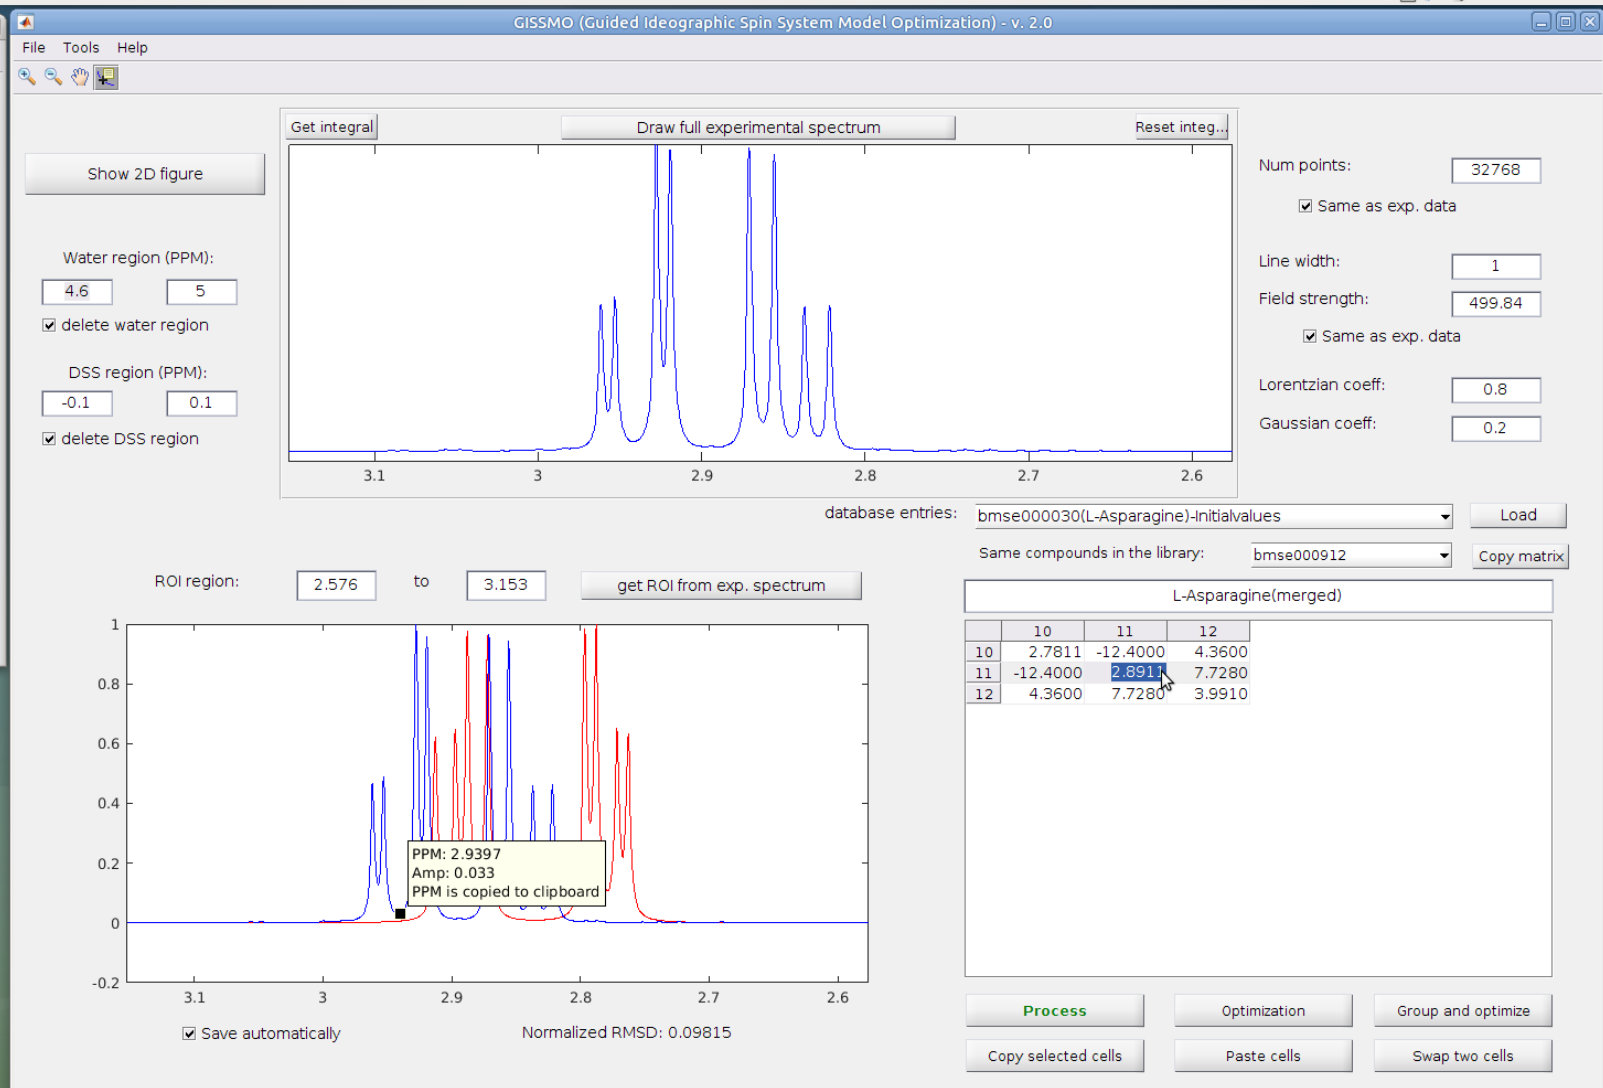 GISSMO (Guided Ideographic Spin System Model Optimization) - v. 2.0
File Tools Help
Get integral Draw full experimental spectrum Reset integ...
Show 2D figure
Num points: 32768
Same as exp. data
Water region (PPM):
4.6 5
delete water region
Line width: 1
Field strength: 499.84
Same as exp. data
DSS region (PPM):
-0.1 0.1
delete DSS region
Lorentzian coeff: 0.8
Gaussian coeff: 0.2
3.1 3 2.9 2.8 2.7 2.6
database entries: bmse000030(L-Asparagine)-Initialvalues Load
Same compounds in the library: bmse000912 Copy matrix
ROI region: 2.576 to 3.153 get ROI from exp. spectrum
L-Asparagine(merged)
10 11 12
10 2.7811 -12.4000 4.3600
11 -12.4000 2.8911 7.7280
12 4.3600 7.7280 3.9910
1
0.8
0.6
0.4
0.2
0
-0.2
PPM: 2.9397
Amp: 0.033
PPM is copied to clipboard
3.1 3 2.9 2.8 2.7 2.6
Save automatically Normalized RMSD: 0.09815
Process Optimization Group and optimize
Copy selected cells Paste cells Swap two cells